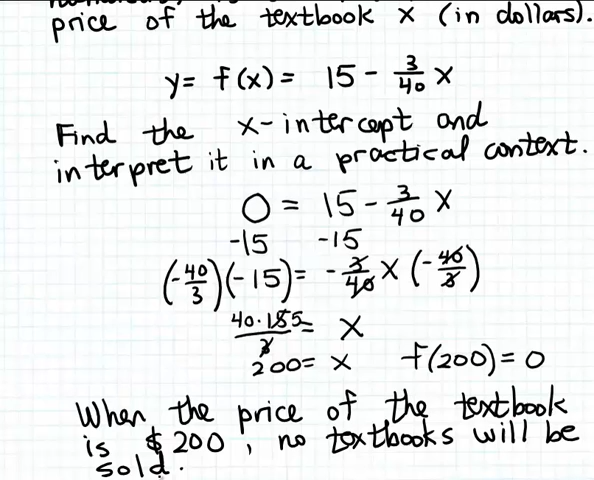 price of the textbook x (in dollars).
y = f(x) = 15 - 3/40 x
Find the x-intercept and
interpret it in a practical context.
0 = 15 - 3/40 x
-15 -15
(-40/3)(-15) = -3/40 x (-40/3)
40·15 5/3 = x
200 = x f(200) = 0
When the price of the textbook
is $200, no textbooks will be
sold.